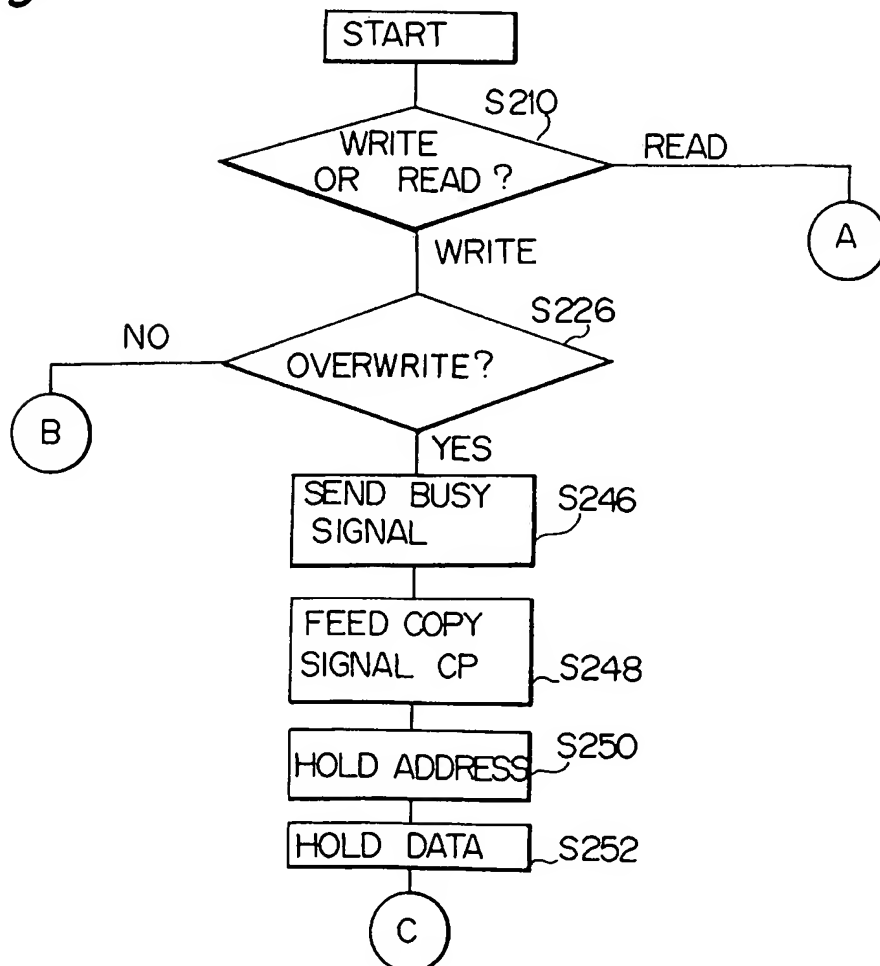 START
S210
WRITE
OR READ?
READ
A
WRITE
S226
NO
OVERWRITE?
B
YES
SEND BUSY
SIGNAL
S246
FEED COPY
SIGNAL CP
S248
HOLD ADDRESS
S250
HOLD DATA
S252
C